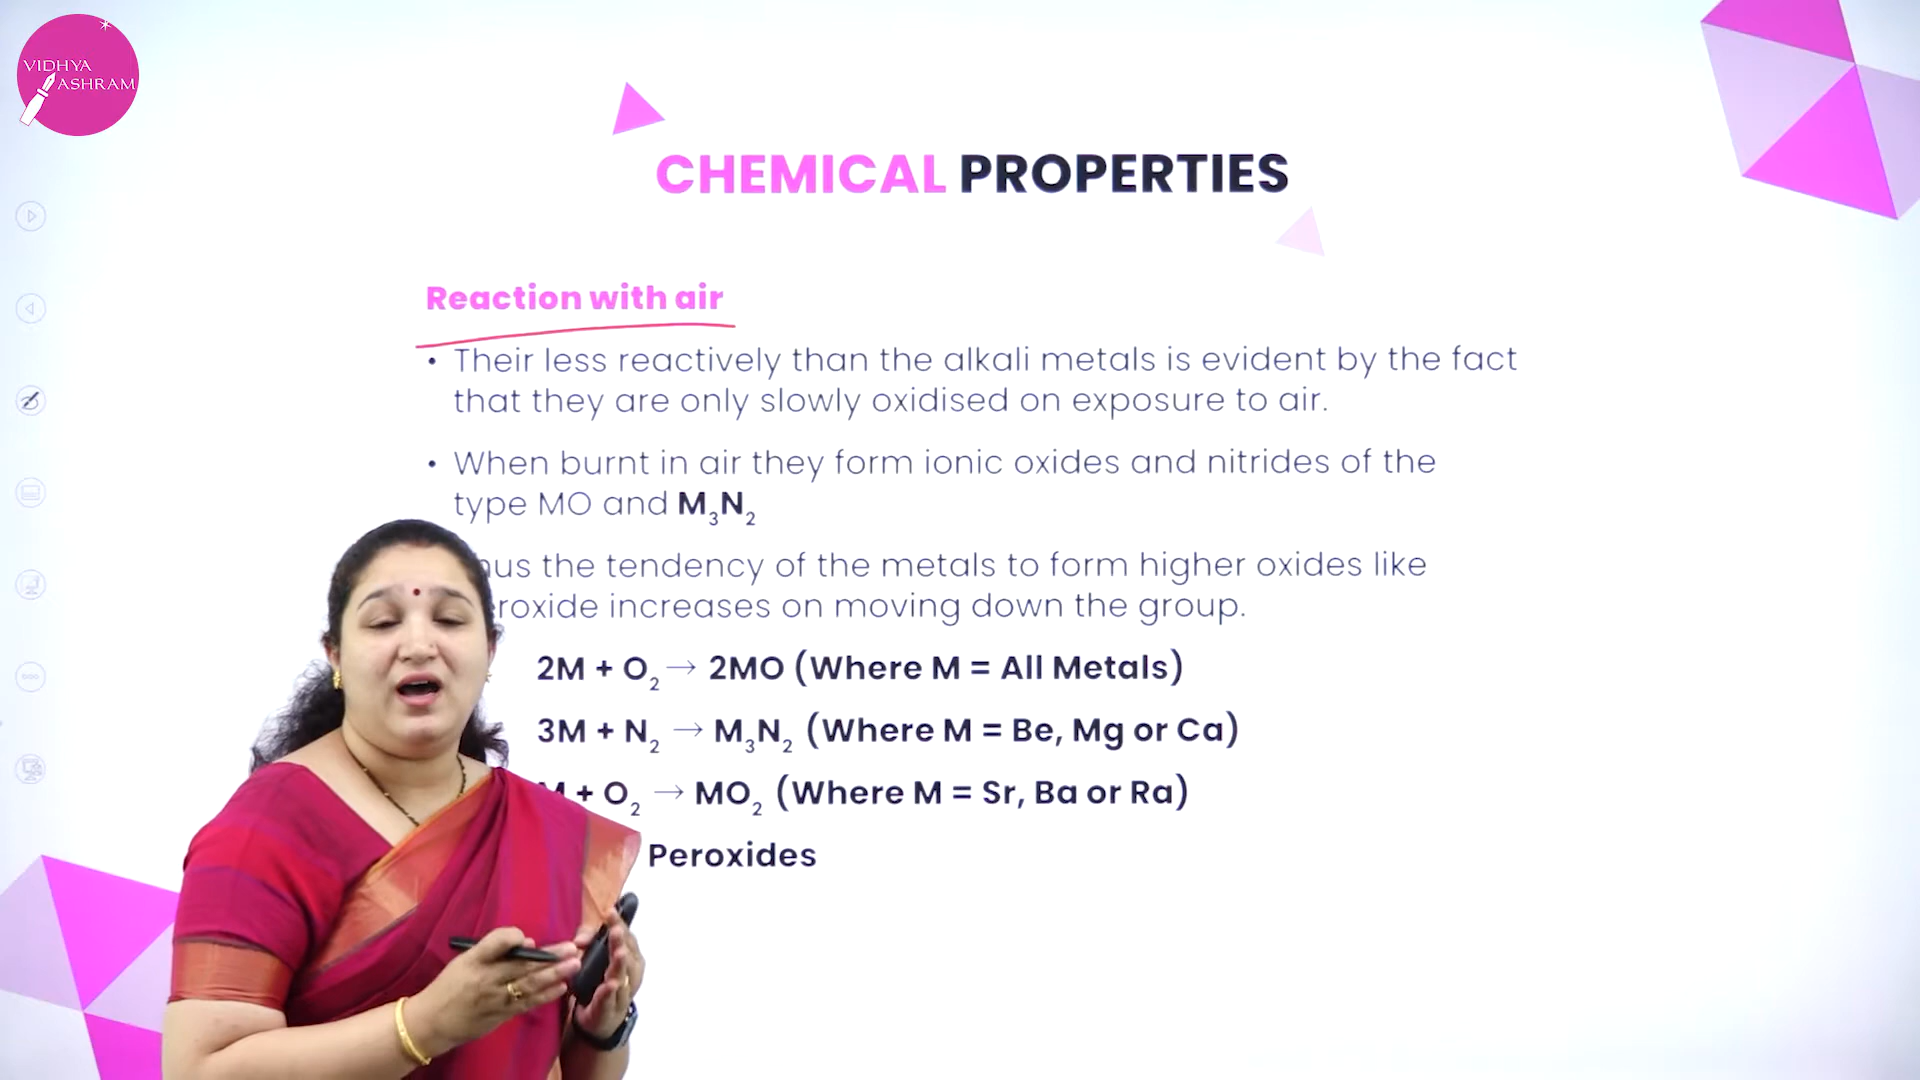 VIDHYA
ASHRAM
CHEMICAL PROPERTIES
Reaction with air
• Their less reactively than the alkali metals is evident by the fact
that they are only slowly oxidised on exposure to air.
• When burnt in air they form ionic oxides and nitrides of the
type MO and M₃N₂
the tendency of the metals to form higher oxides like
increases on moving down the group.
2M + O₂ → 2MO (Where M = All Metals)
3M + N₂ → M₃N₂ (Where M = Be, Mg or Ca)
M + O₂ → MO₂ (Where M = Sr, Ba or Ra)
Peroxides